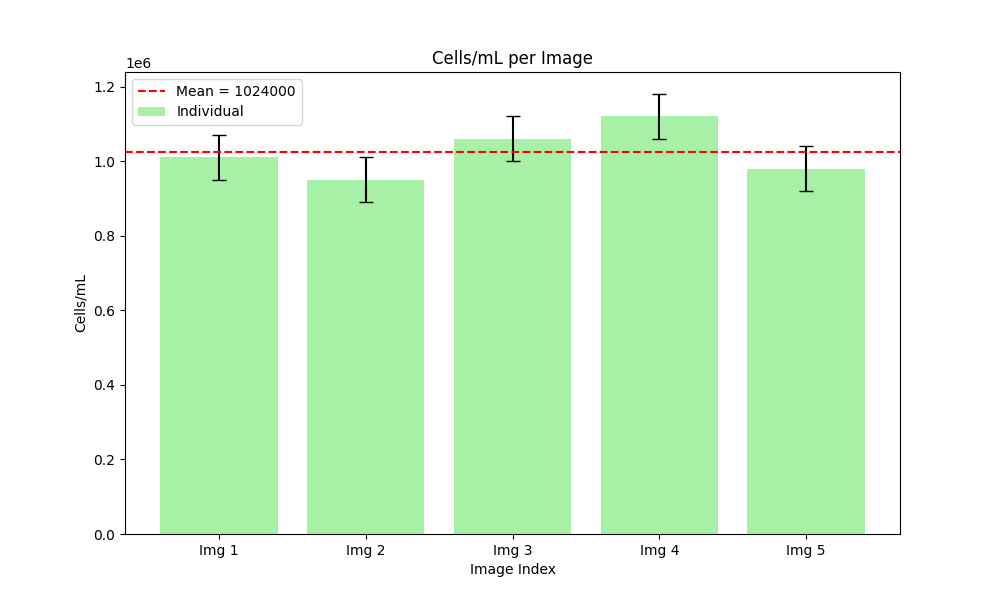 Cells/mL per Image
1e6
Mean = 1024000
Individual
1.2
1.0
0.8
0.6
0.4
0.2
0.0
Cells/mL
Img 1 Img 2 Img 3 Img 4 Img 5
Image Index